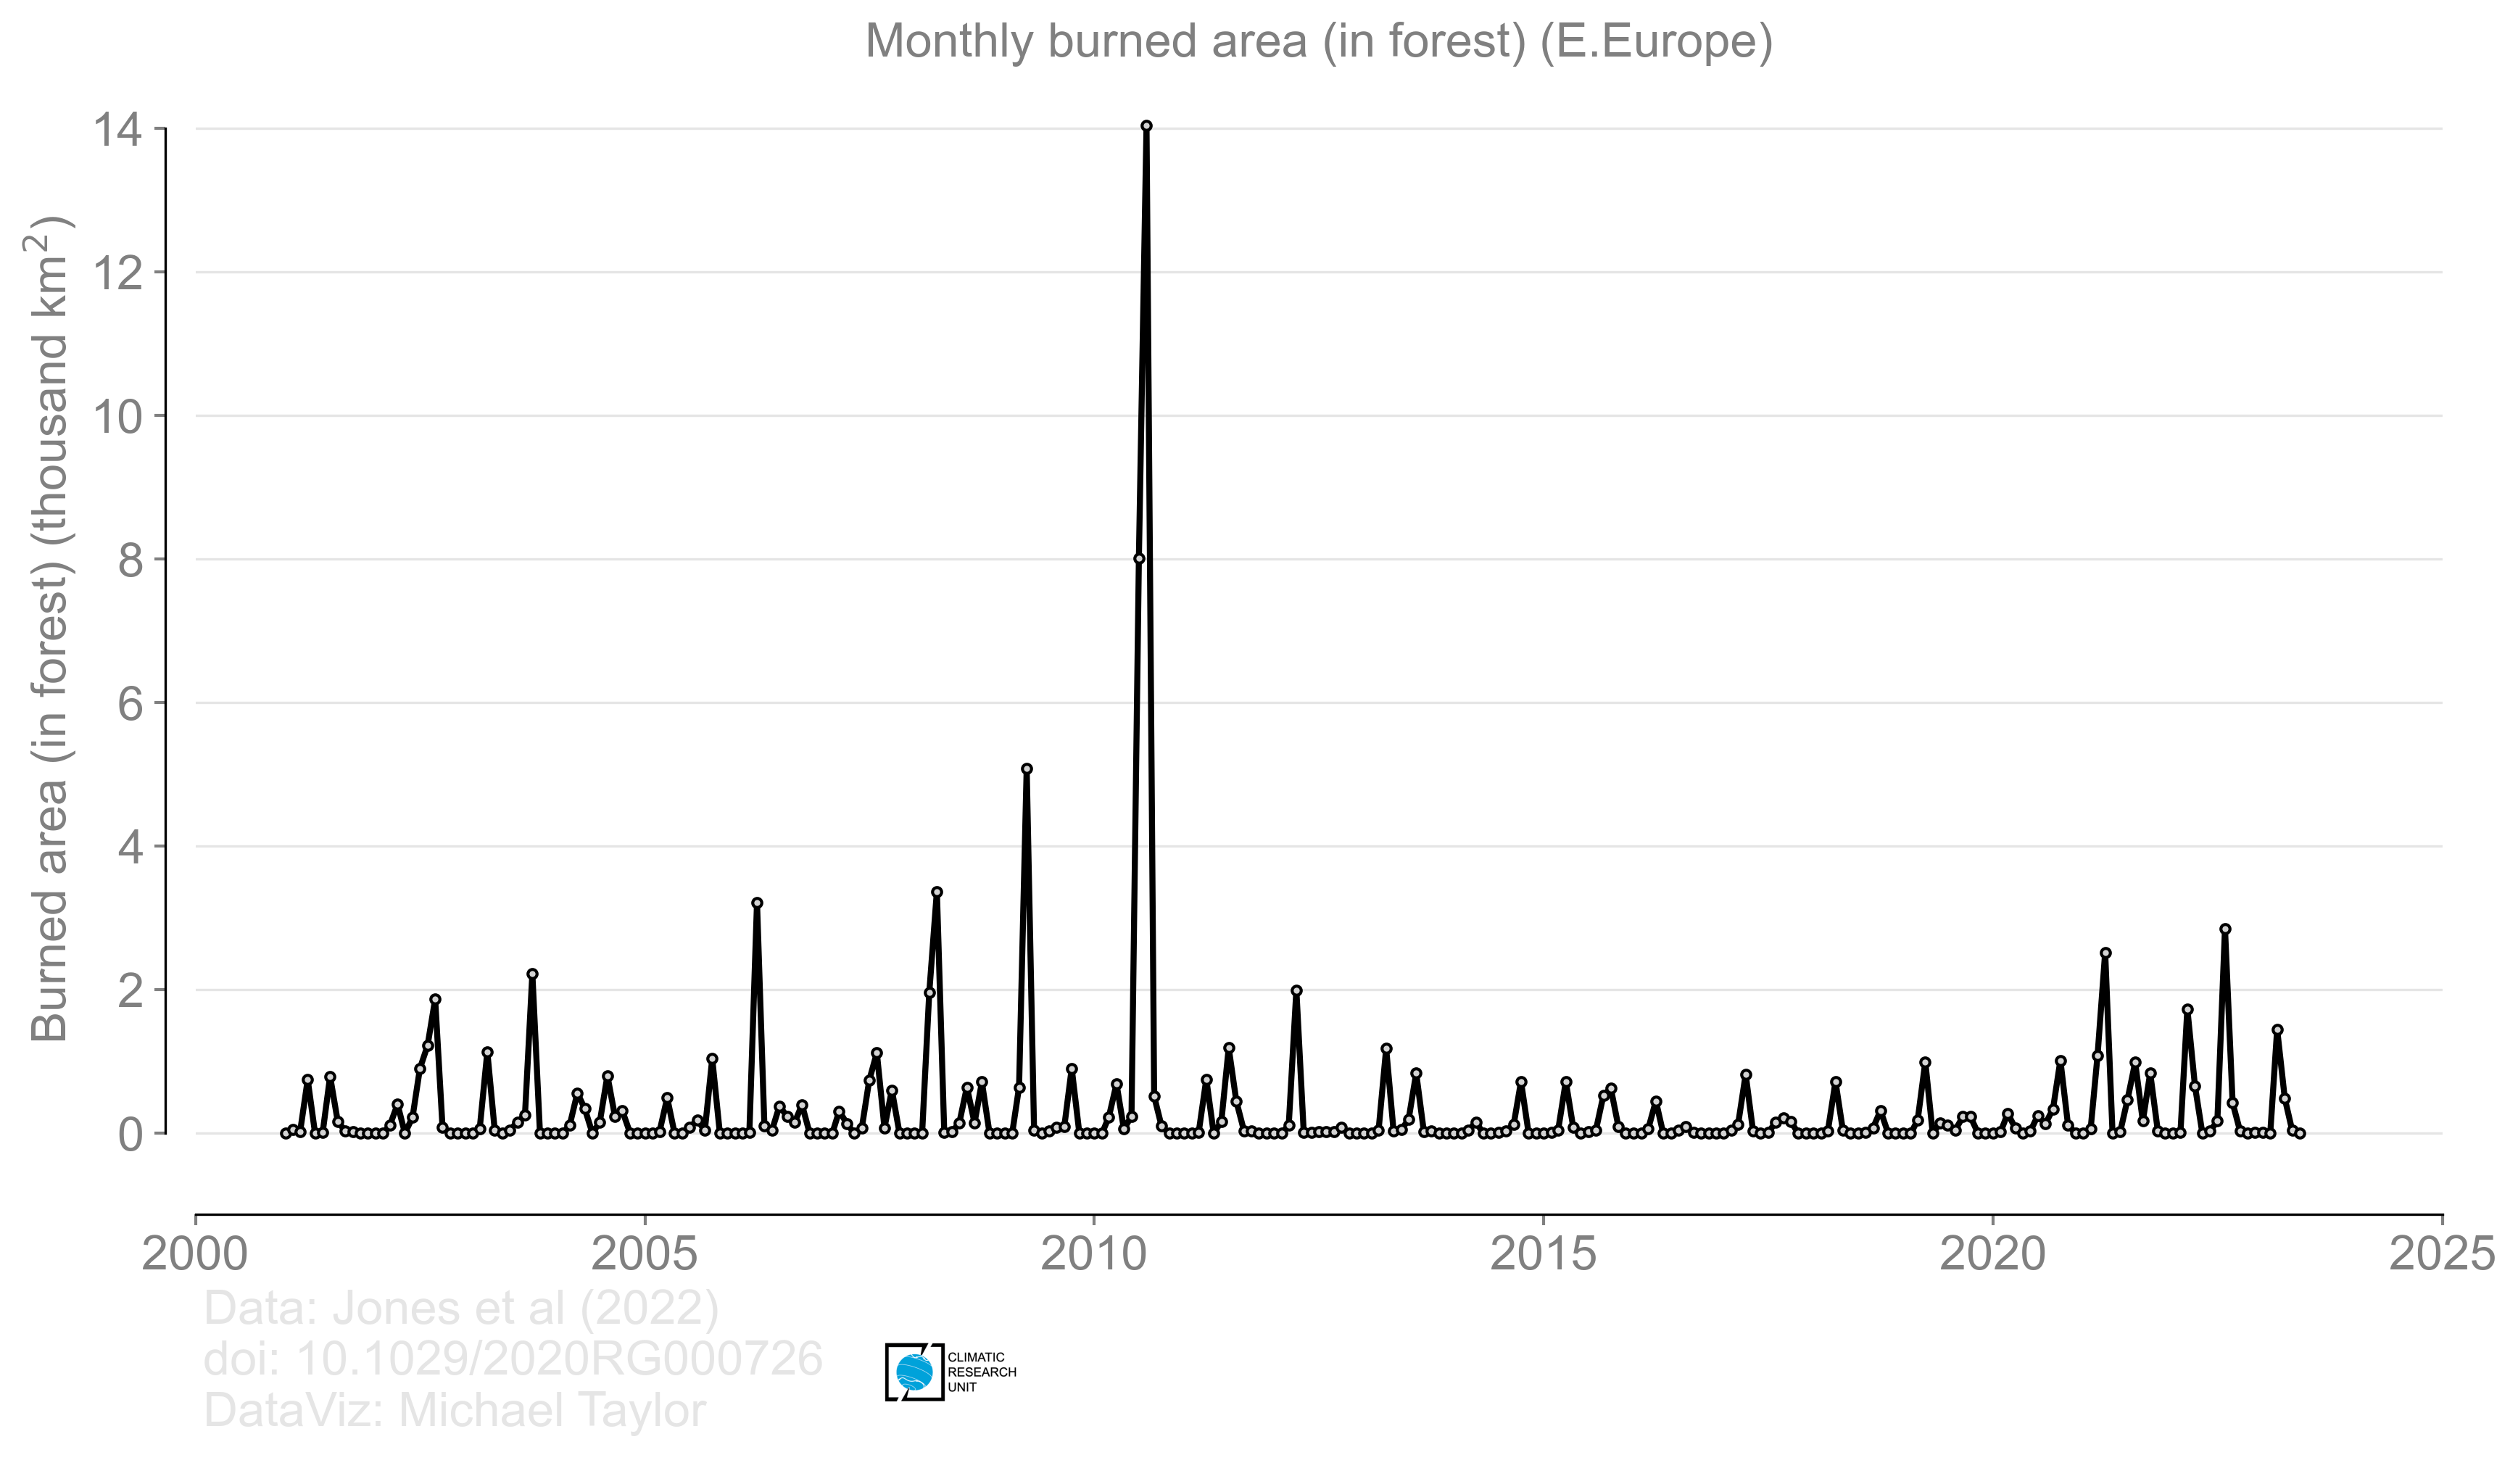 Monthly burned area (in forest) (E.Europe)
Burned area (in forest) (thousand km²)
14
12
10
8
6
4
2
0
2000 2005 2010 2015 2020 2025
Data: Jones et al (2022)
doi: 10.1029/2020RG000726
DataViz: Michael Taylor
CLIMATIC
RESEARCH
UNIT